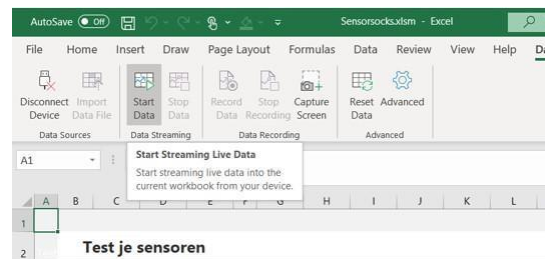 AutoSave Off Sensorsocks.xlsm - Excel
File Home Insert Draw Page Layout Formulas Data Review View Help Da
Disconnect Device Import Data File Start Data Stop Data Record Data Stop Recording Capture Screen Reset Data Advanced
Data Sources Data Streaming Data Recording Advanced
A1
Start Streaming Live Data
Start streaming live data into the
current workbook from your device.
A B C D E F G H I J K L
1
2 Test je sensoren